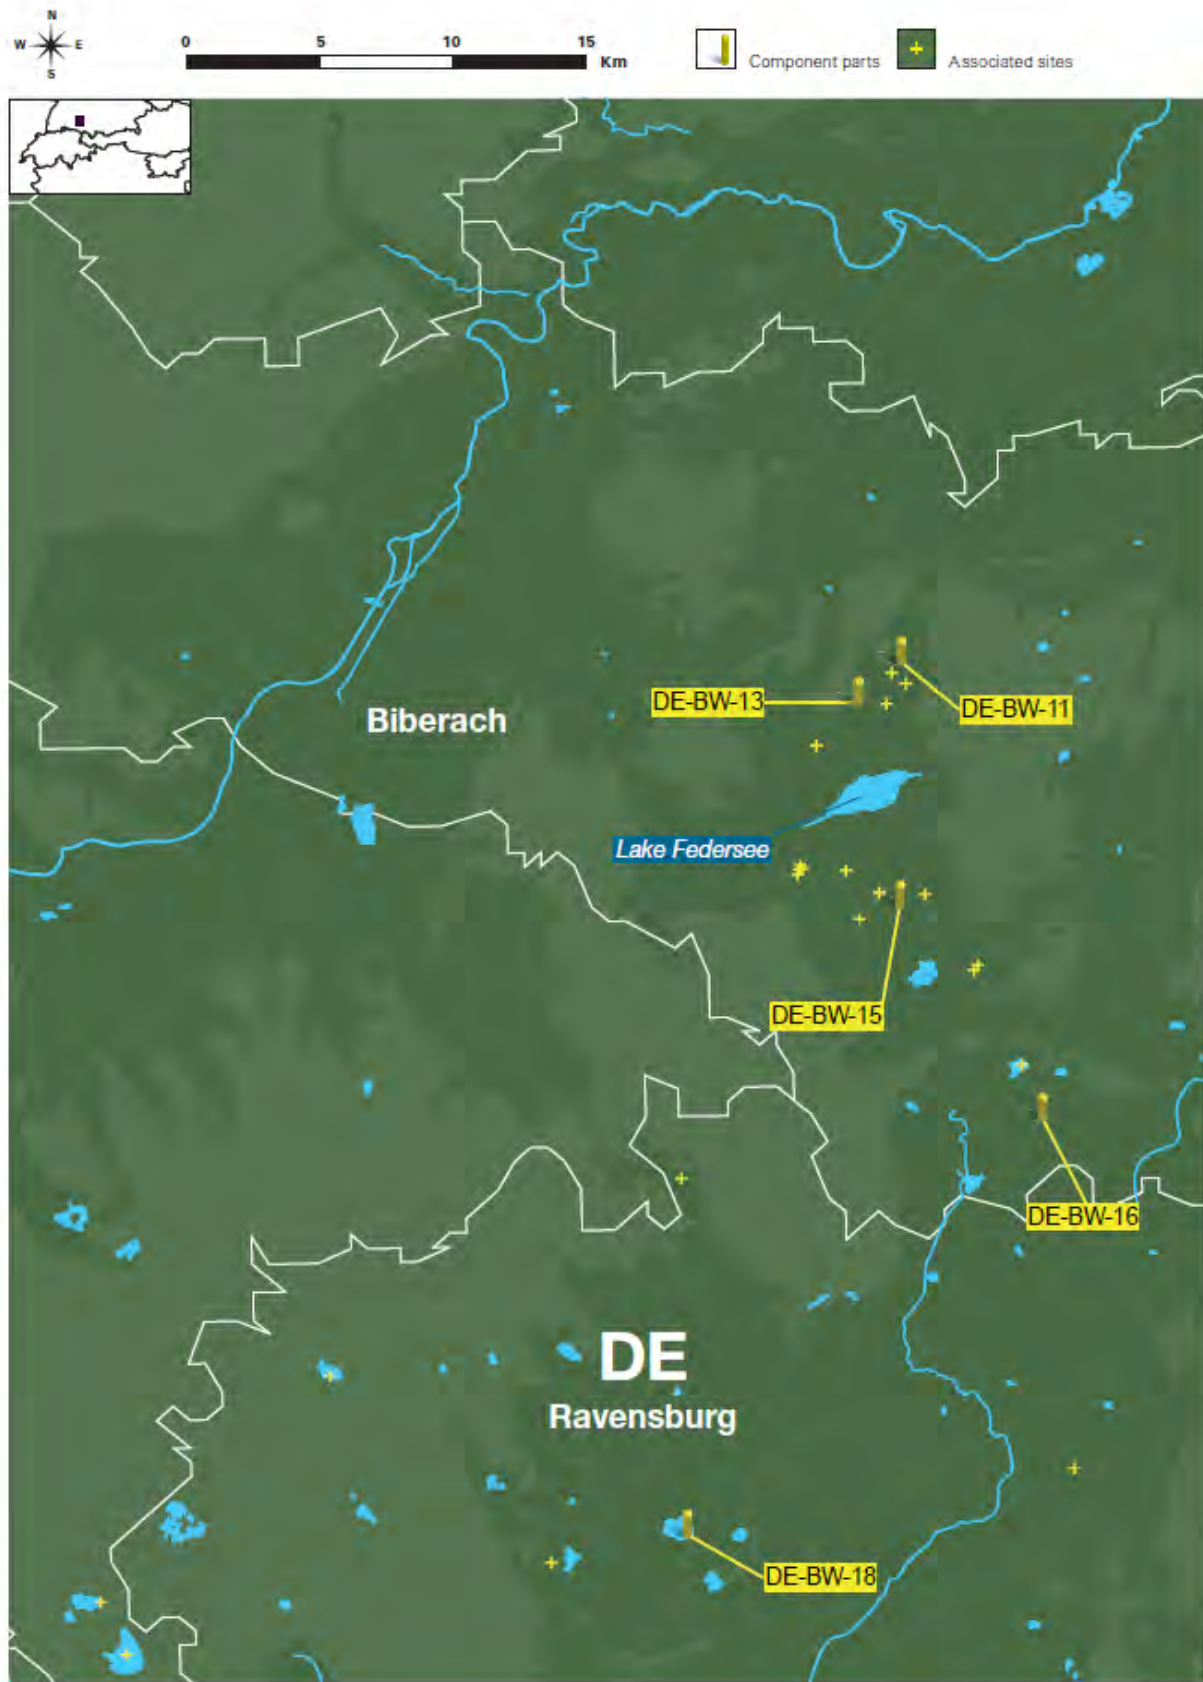 N
W E
S
0 5 10 15
Km
Component parts
Associated sites
DE-BW-13
DE-BW-11
Biberach
Lake Federsee
DE-BW-15
DE-BW-16
DE
Ravensburg
DE-BW-18